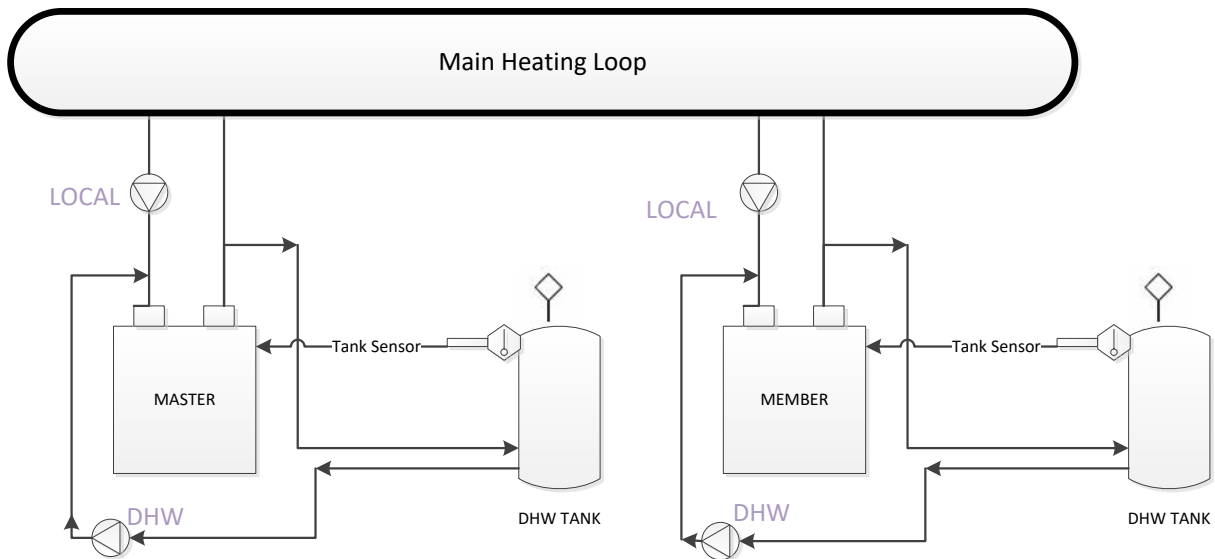 Main Heating Loop
LOCAL
LOCAL
Tank Sensor
Tank Sensor
MASTER
MEMBER
DHW
DHW TANK
DHW
DHW TANK